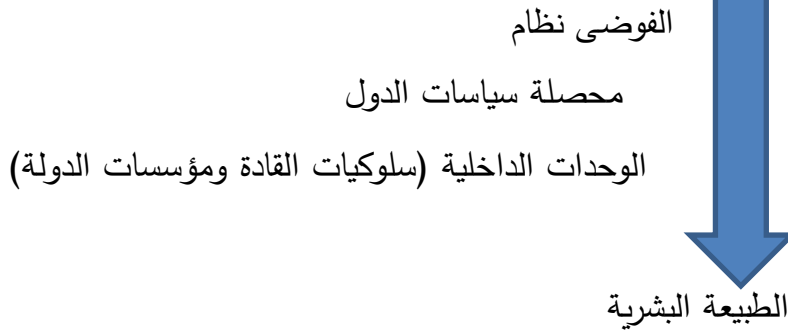 الفوضى نظام
محصلة سياسات الدول
الوحدات الداخلية (سلوكيات القادة ومؤسسات الدولة)
الطبيعة البشرية